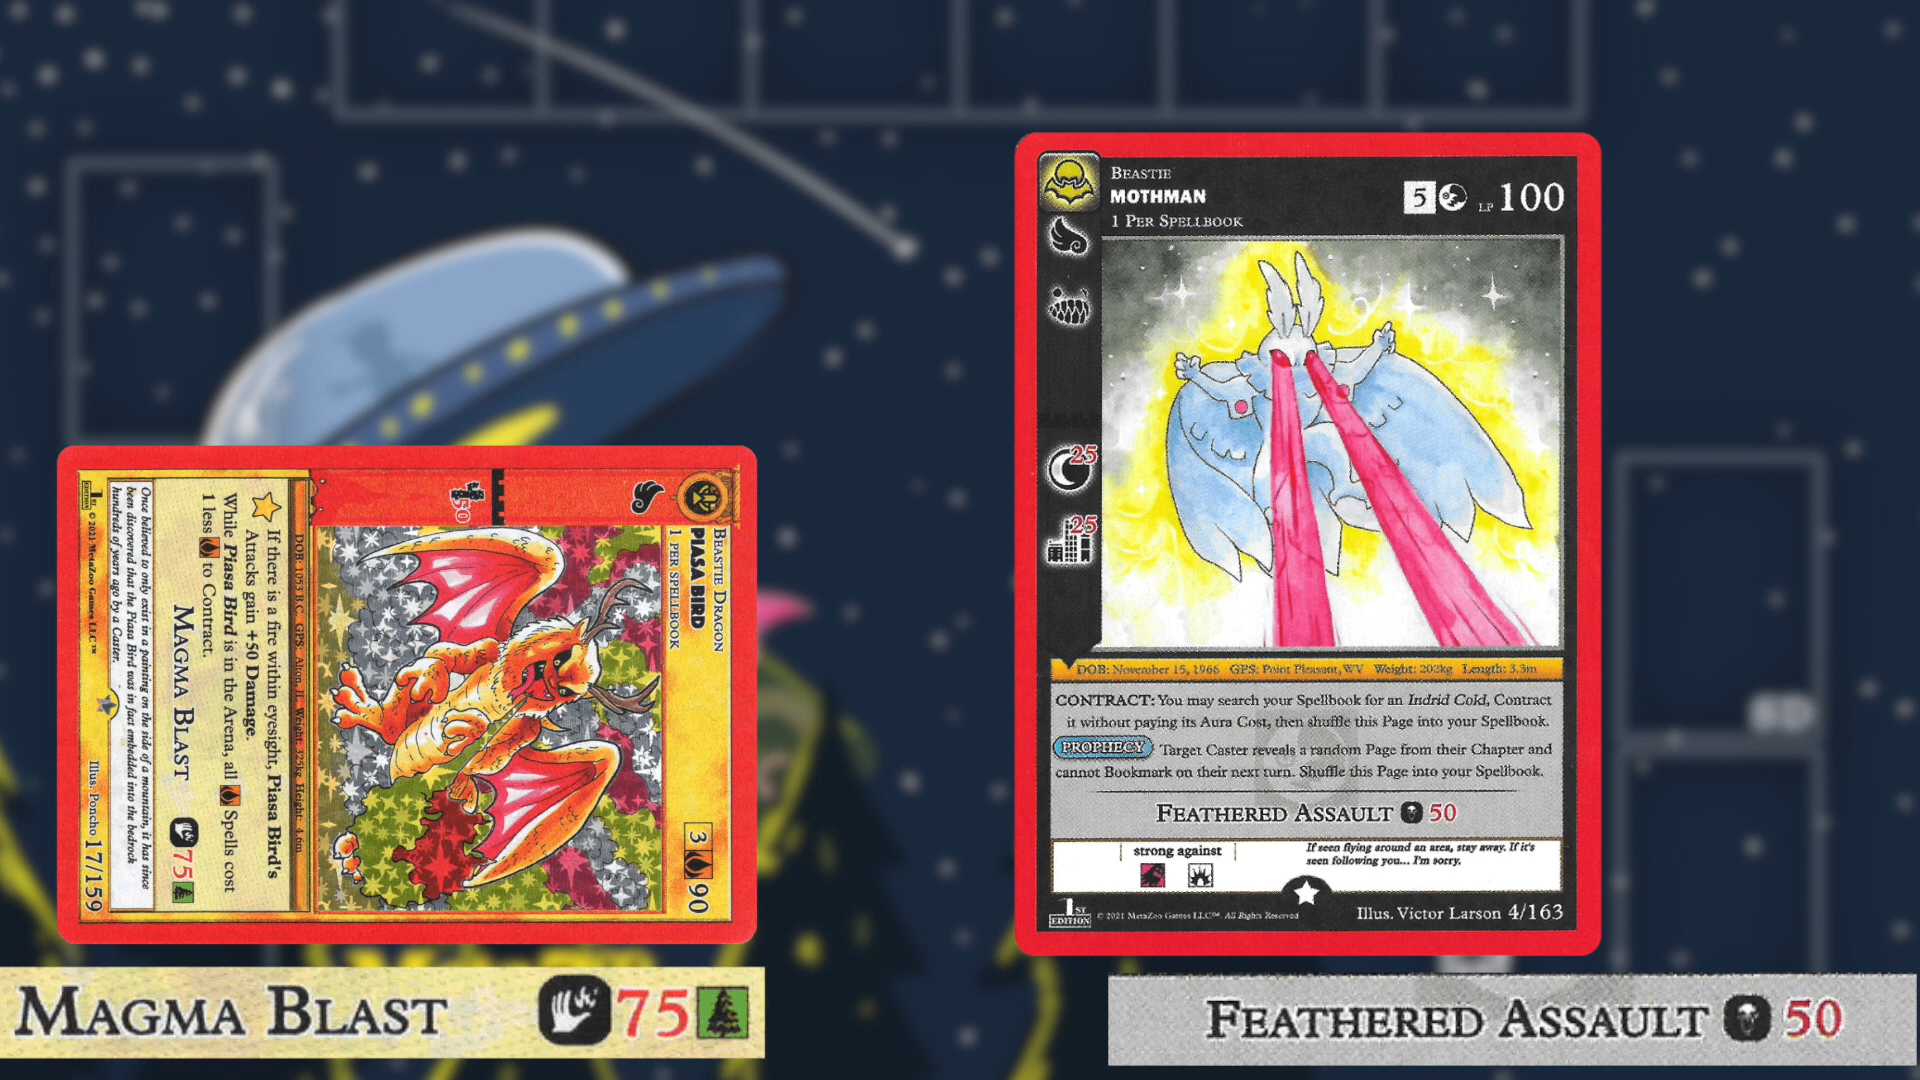 BEASTIE DRAGON
PIASA BIRD
1 PER SPELLBOOK
3 90
50
DOB: 1053 B.C. GPS: Alton, IL Weight: 325kg Height: 4.6m
If there is a fire within eyesight, Piasa Bird's
Attacks gain +50 Damage.
While Piasa Bird is in the Arena, all Spells cost
1 less to Contract.
MAGMA BLAST 75
Once believed to only exist in a painting on the side of a mountain, it has since
been discovered that the Piasa Bird was in fact embedded into the bedrock
hundreds of years ago by a Caster.
1ST EDITION © 2021 MetaZoo Games LLC™ Illus. Poncho 17/159
BEASTIE
MOTHMAN
1 PER SPELLBOOK
5 LP 100
25
25
DOB: November 15, 1966 GPS: Point Pleasant, WV Weight: 202kg Length: 3.3m
CONTRACT: You may search your Spellbook for an Indrid Cold, Contract
it without paying its Aura Cost, then shuffle this Page into your Spellbook.
PROPHECY Target Caster reveals a random Page from their Chapter and
cannot Bookmark on their next turn. Shuffle this Page into your Spellbook.
FEATHERED ASSAULT 50
strong against
If seen flying around an area, stay away. If it's
seen following you... I'm sorry.
1ST EDITION © 2021 MetaZoo Games LLC™. All Rights Reserved Illus. Victor Larson 4/163
MAGMA BLAST 75
FEATHERED ASSAULT 50